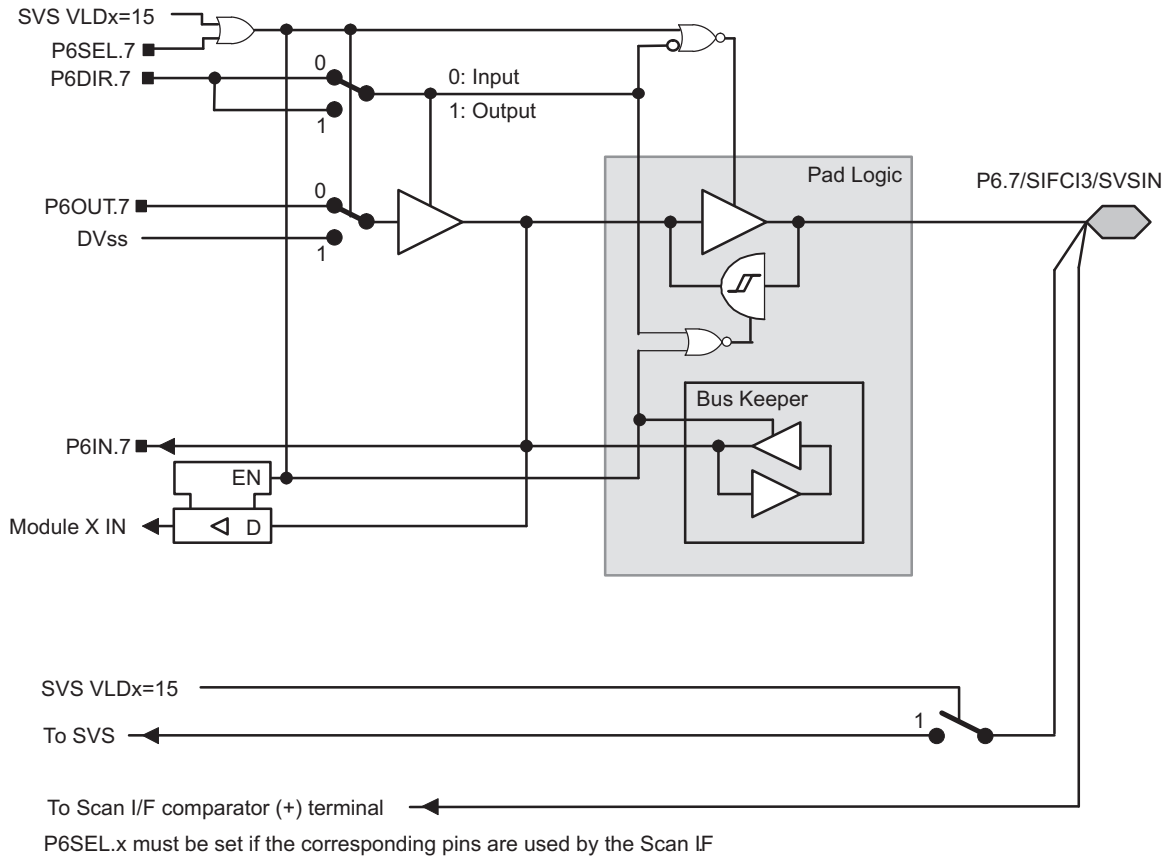 SVS VLDx=15
P6SEL.7
P6DIR.7
0
1
0: Input
1: Output
Pad Logic
P6.7/SIFCI3/SVSIN
P6OUT.7
0
DVss
1
Bus Keeper
P6IN.7
EN
Module X IN
D
SVS VLDx=15
1
To SVS
To Scan I/F comparator (+) terminal
P6SEL.x must be set if the corresponding pins are used by the Scan I.F